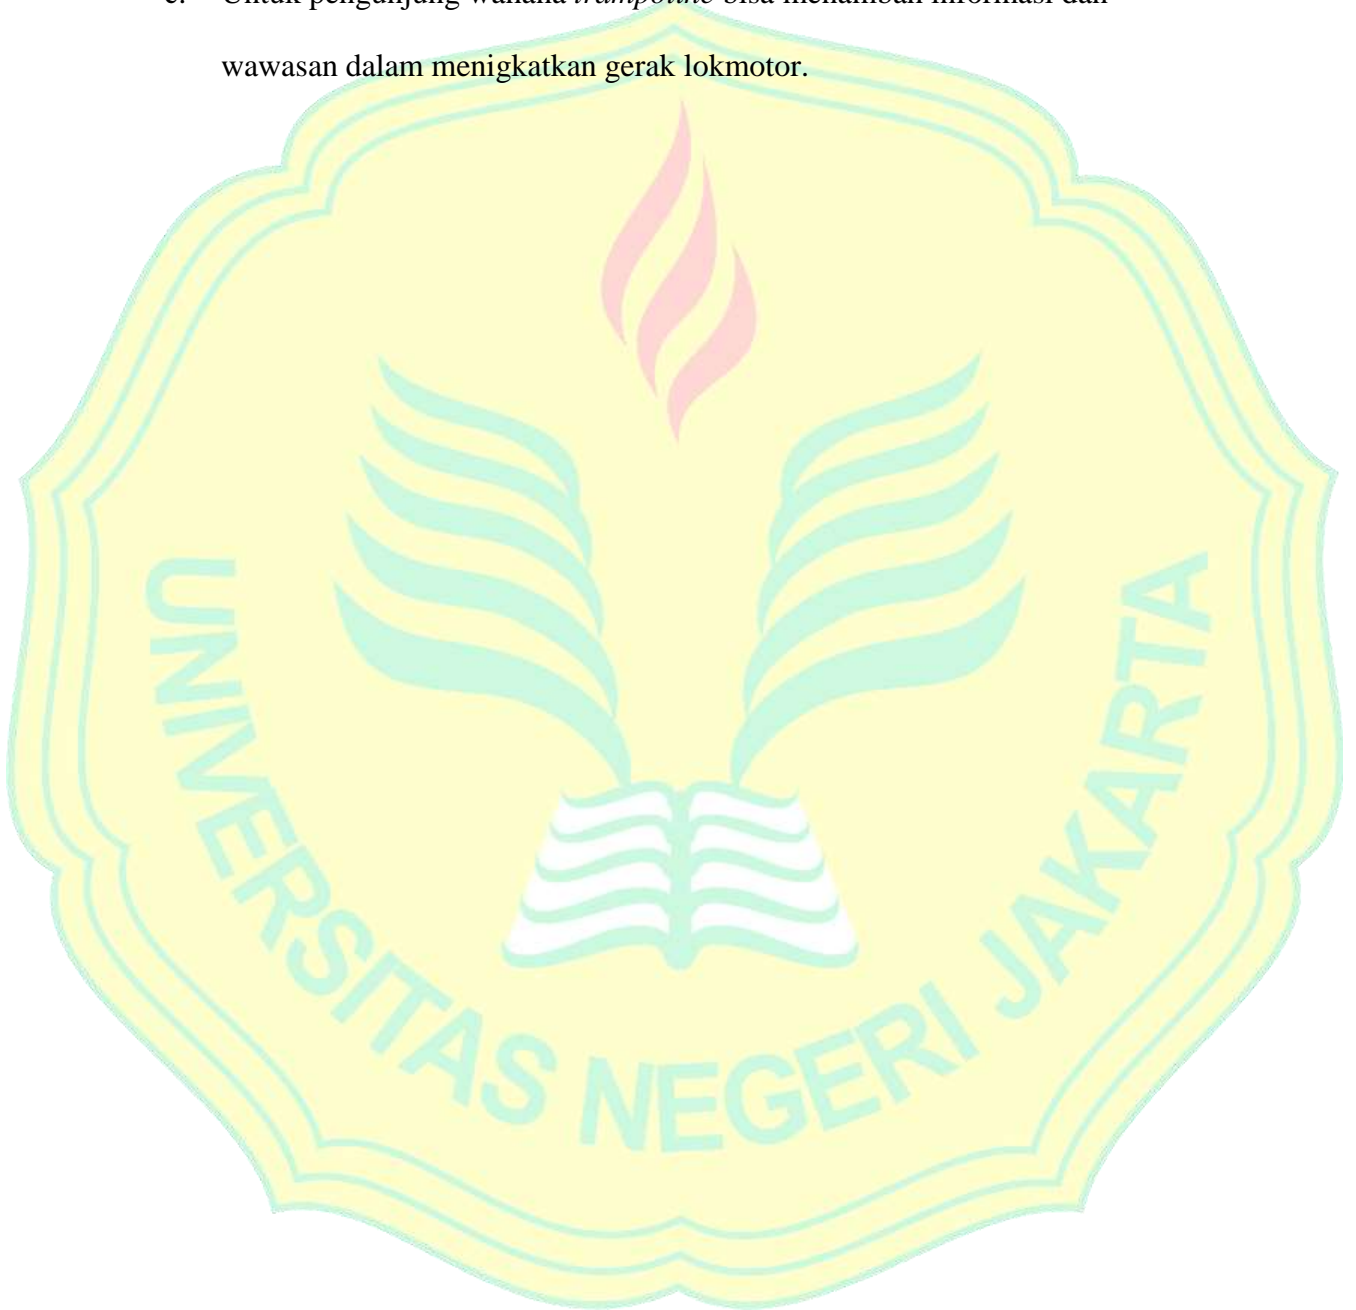 Untuk pengunjung wahana trampoline bisa menambah informasi dan
wawasan dalam menigkatkan gerak lokmotor.
UNIVERSITAS NEGERI JAKARTA